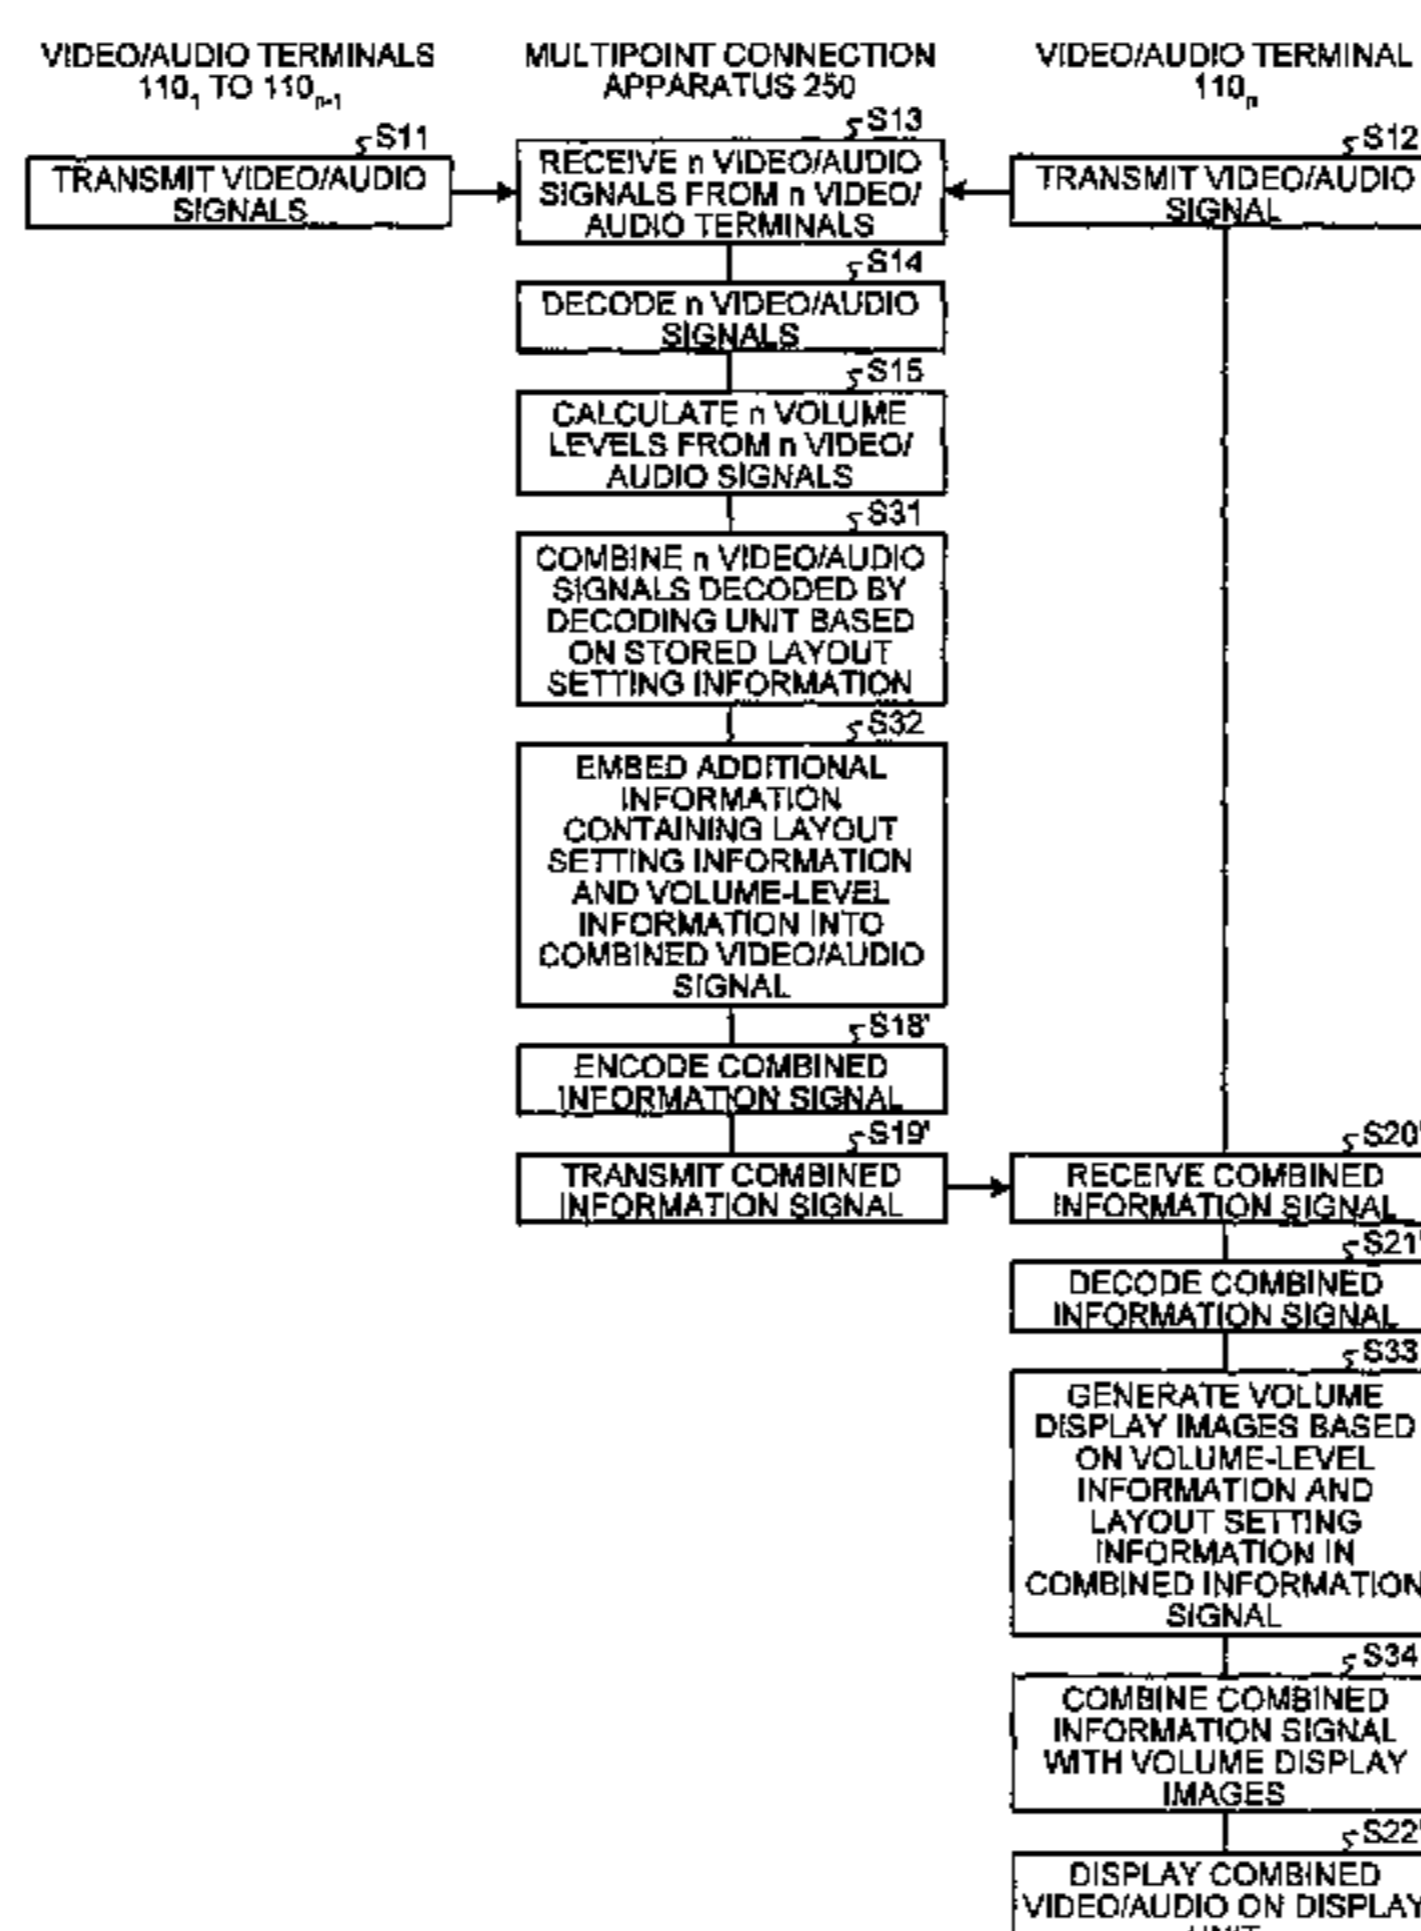 VIDEO/AUDIO TERMINALS
110₁ TO 110ₙ₋₁
S11
TRANSMIT VIDEO/AUDIO
SIGNALS
MULTIPOINT CONNECTION
APPARATUS 250
S13
RECEIVE n VIDEO/AUDIO
SIGNALS FROM n VIDEO/
AUDIO TERMINALS
S14
DECODE n VIDEO/AUDIO
SIGNALS
S15
CALCULATE n VOLUME
LEVELS FROM n VIDEO/
AUDIO SIGNALS
S31
COMBINE n VIDEO/AUDIO
SIGNALS DECODED BY
DECODING UNIT BASED
ON STORED LAYOUT
SETTING INFORMATION
S32
EMBED ADDITIONAL
INFORMATION
CONTAINING LAYOUT
SETTING INFORMATION
AND VOLUME-LEVEL
INFORMATION INTO
COMBINED VIDEO/AUDIO
SIGNAL
S18'
ENCODE COMBINED
INFORMATION SIGNAL
S19'
TRANSMIT COMBINED
INFORMATION SIGNAL
VIDEO/AUDIO TERMINAL
110ₙ
S12
TRANSMIT VIDEO/AUDIO
SIGNAL
S20'
RECEIVE COMBINED
INFORMATION SIGNAL
S21'
DECODE COMBINED
INFORMATION SIGNAL
S33
GENERATE VOLUME
DISPLAY IMAGES BASED
ON VOLUME-LEVEL
INFORMATION AND
LAYOUT SETTING
INFORMATION IN
COMBINED INFORMATION
SIGNAL
S34
COMBINE COMBINED
INFORMATION SIGNAL
WITH VOLUME DISPLAY
IMAGES
S22'
DISPLAY COMBINED
VIDEO/AUDIO ON DISPLAY